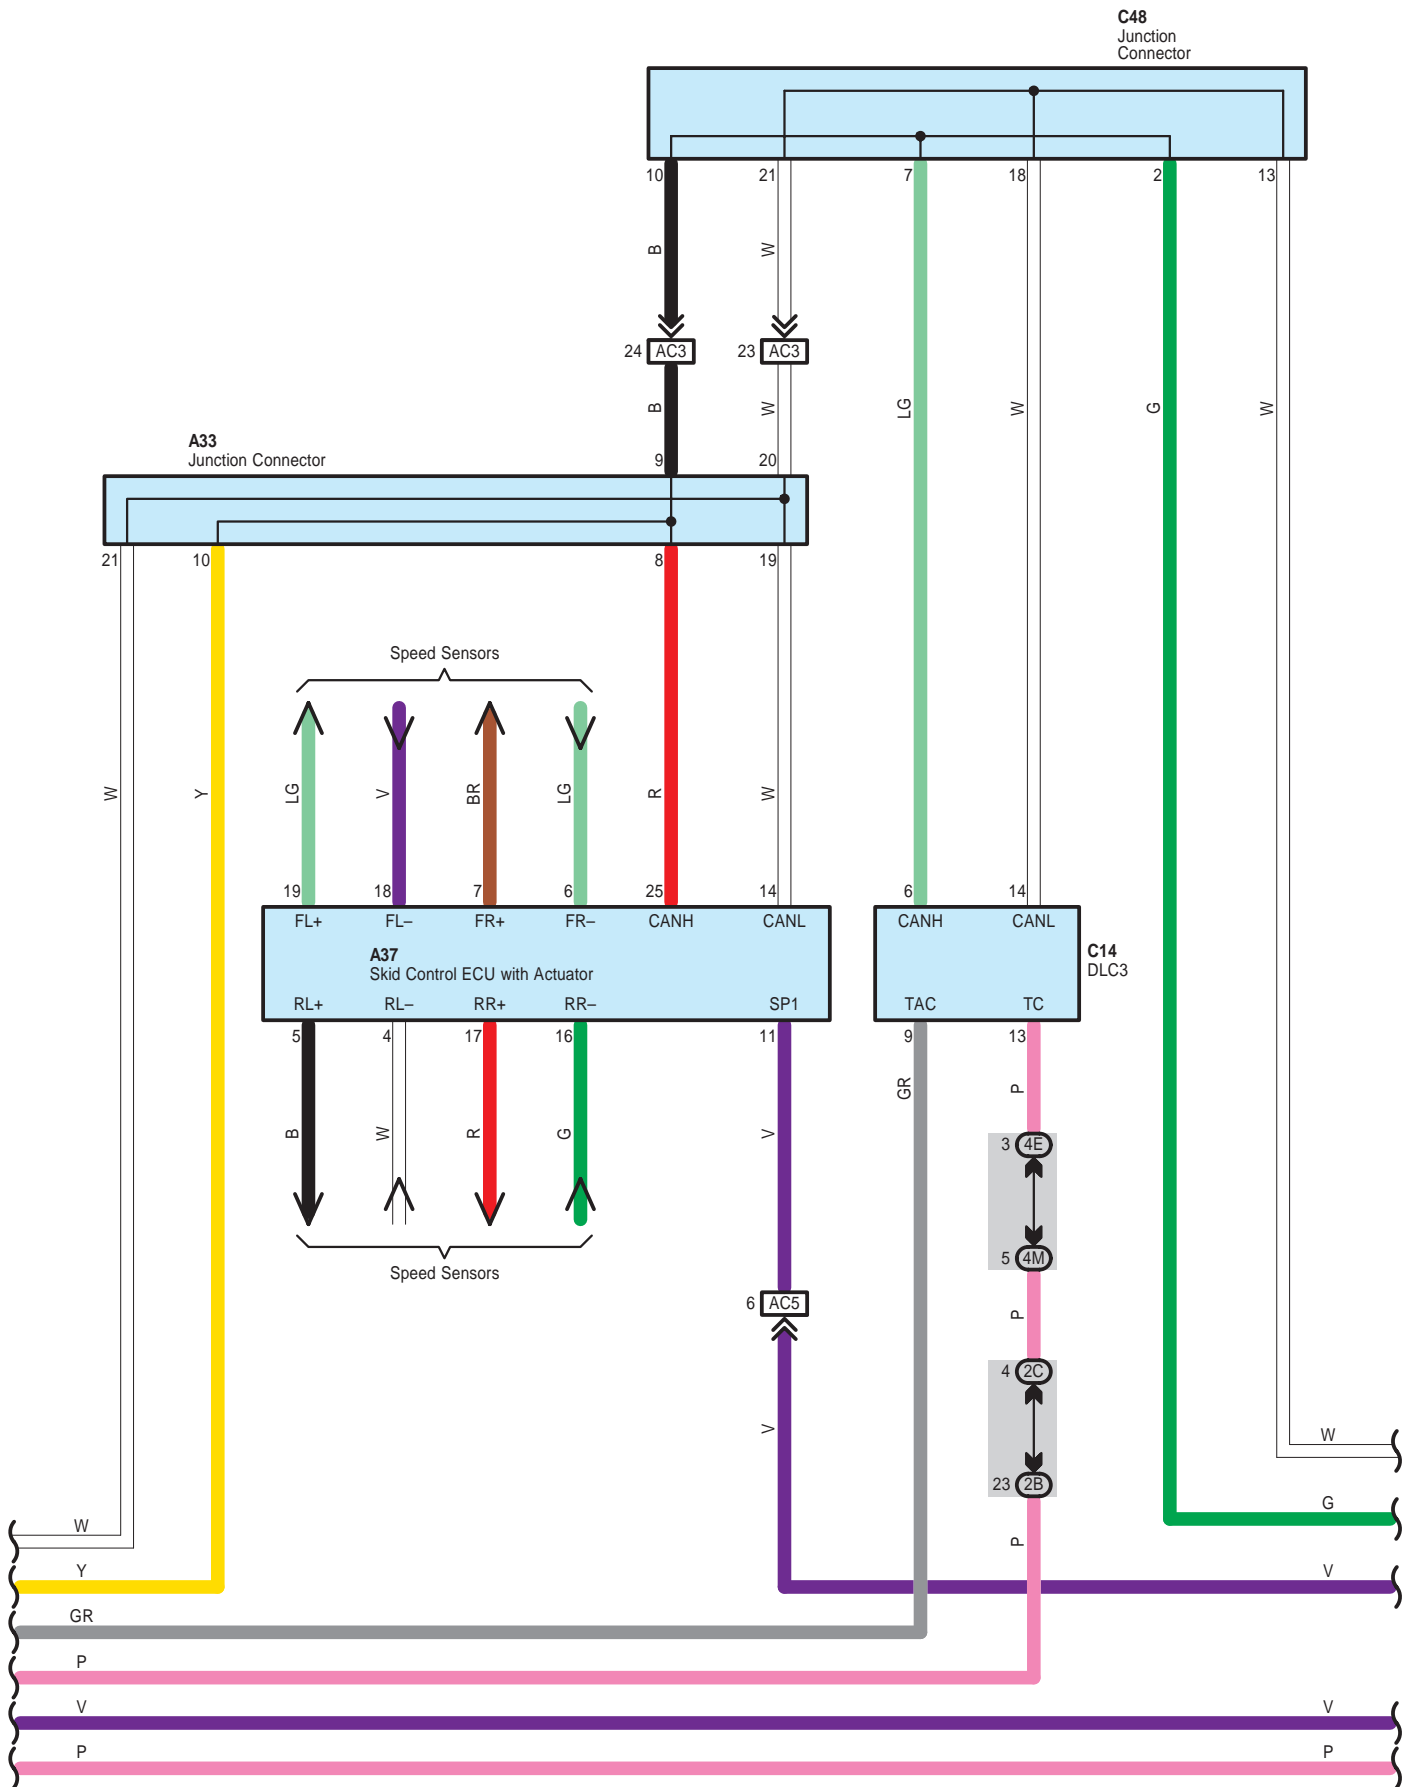 C48
Junction
Connector
10 21 7 18 2 13
B W
24 AC3 23 AC3
B W LG W G W
A33
Junction Connector
9 20
21 10 8 19
Speed Sensors
W Y LG V BR LG R W
19 18 7 6 25 14 6 14
FL+ FL– FR+ FR– CANH CANL CANH CANL
A37
Skid Control ECU with Actuator
C14
DLC3
RL+ RL– RR+ RR– SP1 TAC TC
5 4 17 16 11 9 13
GR P
B W R G V
3 4E
5 4M
Speed Sensors
6 AC5
P
4 2C
V
W
23 2B
G
W
P
Y V
GR
P
V V
P P